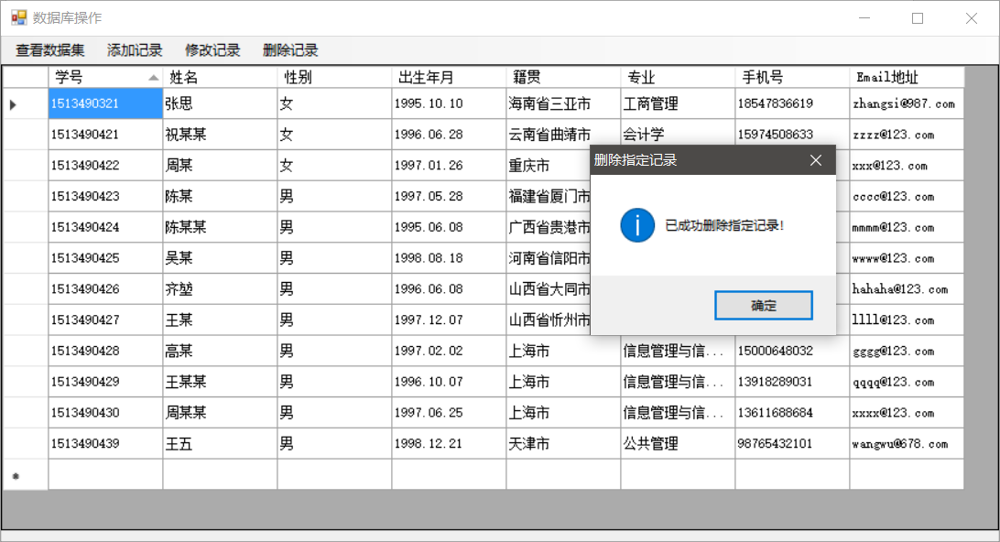 数据库操作
查看数据集 添加记录 修改记录 删除记录
学号 姓名 性别 出生年月 籍贯 专业 手机号 Email地址
1513490321 张思 女 1995.10.10 海南省三亚市 工商管理 18547836619 zhangsi@987.com
1513490421 祝某某 女 1996.06.28 云南省曲靖市 会计学 15974508633 zzzz@123.com
1513490422 周某 女 1997.01.26 重庆市 xxx@123.com
1513490423 陈某 男 1997.05.28 福建省厦门市 cccc@123.com
1513490424 陈某某 男 1995.06.08 广西省贵港市 mmmm@123.com
1513490425 吴某 男 1998.08.18 河南省信阳市 wwww@123.com
1513490426 齐堃 男 1996.06.08 山西省大同市 hahaha@123.com
1513490427 王某 男 1997.12.07 山西省忻州市 llll@123.com
1513490428 高某 男 1997.02.02 上海市 信息管理与信... 15000648032 gggg@123.com
1513490429 王某某 男 1996.10.07 上海市 信息管理与信... 13918289031 qqqq@123.com
1513490430 周某某 男 1997.06.25 上海市 信息管理与信... 13611688684 xxxx@123.com
1513490439 王五 男 1998.12.21 天津市 公共管理 98765432101 wangwu@678.com
删除指定记录
已成功删除指定记录!
确定